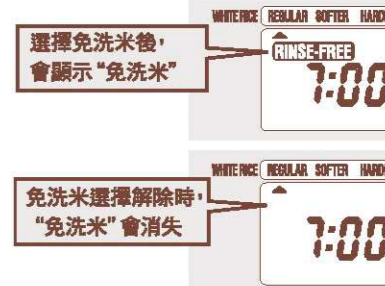 WHITE RICE REGULAR SOFTER
選擇免洗米後，
會顯示“免洗米”
RINSE-FREE
7:00
WHITE RICE REGULAR SOFTER
免洗米選擇解除時，
“免洗米”會消失
7:00